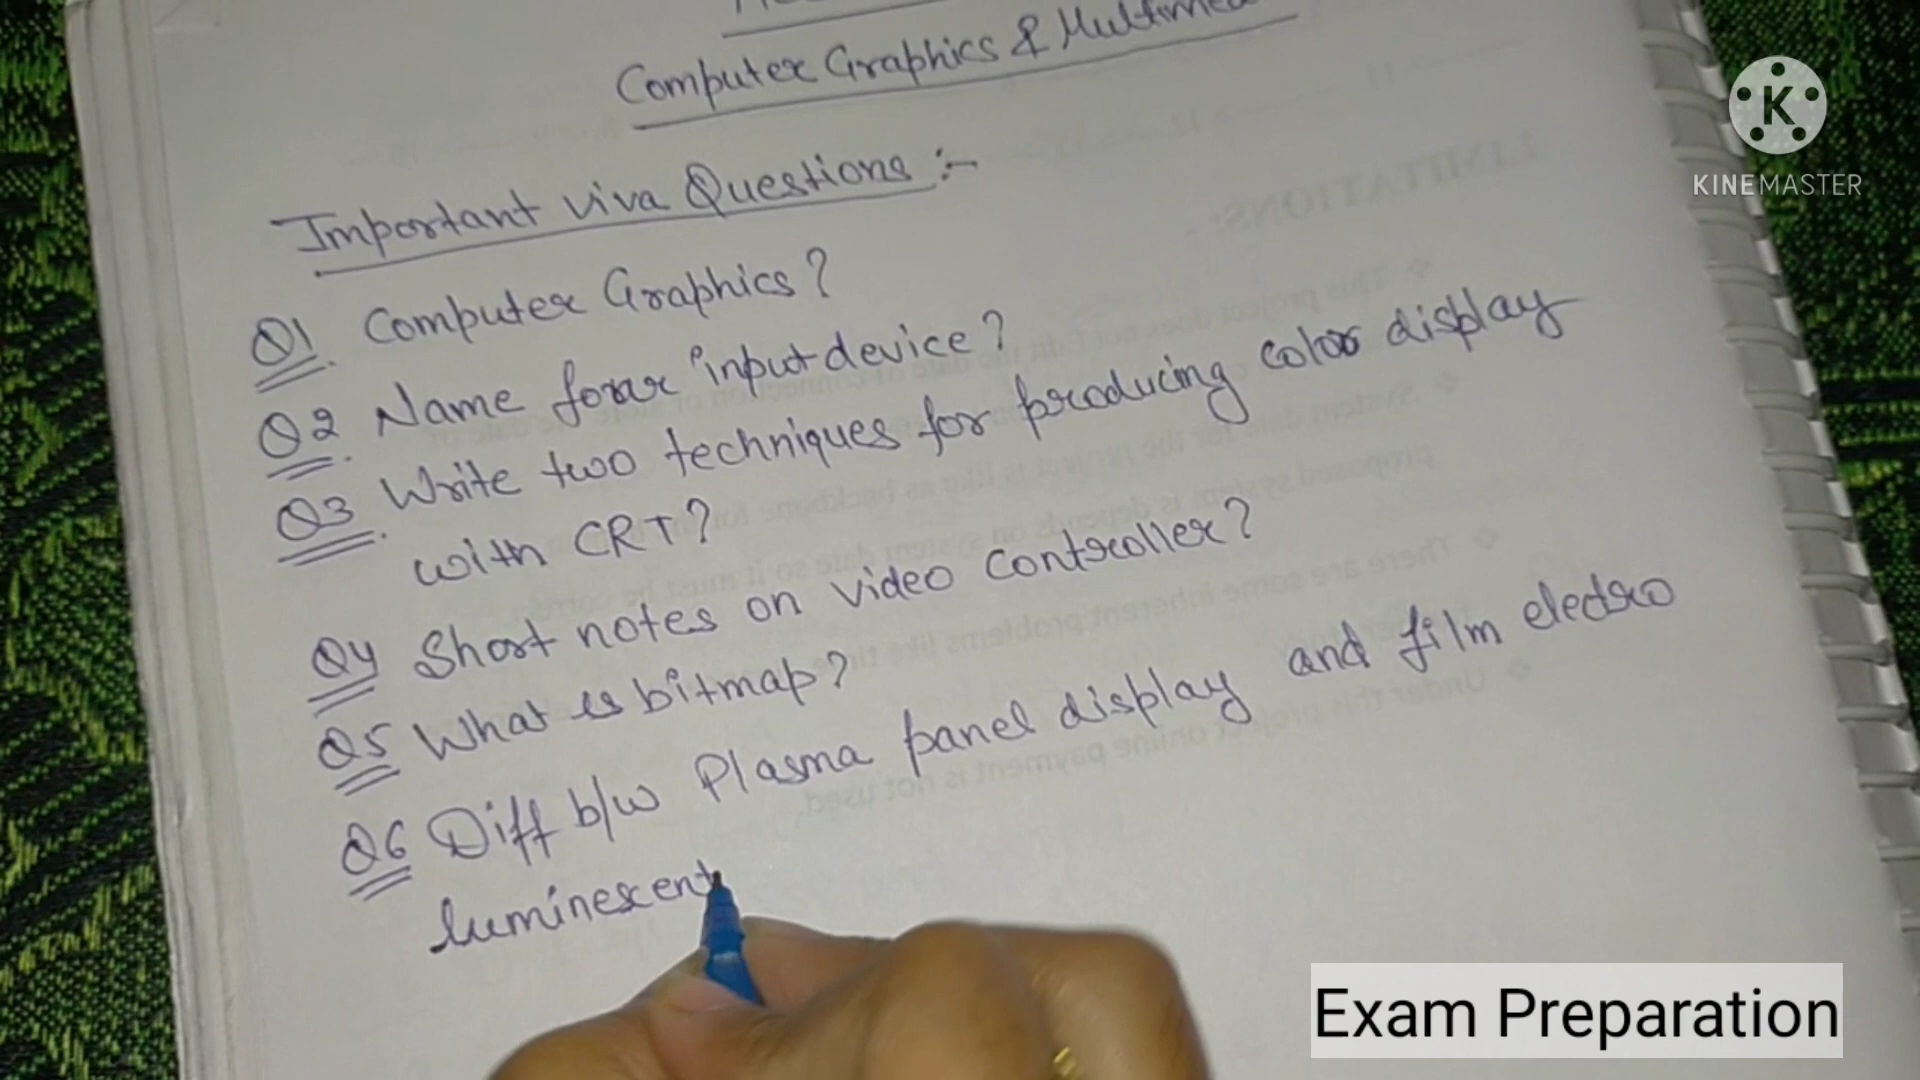 Computer Graphics & Multimed
Important viva Questions :-
Q1. Computer Graphics?
Q2. Name four input device?
Q3. Write two techniques for producing color display
with CRT?
Q4 Short notes on video controller?
Q5 What is bitmap?
Q6 Diff b/w Plasma panel display and film electro
luminescent
KINEMASTER
Exam Preparation